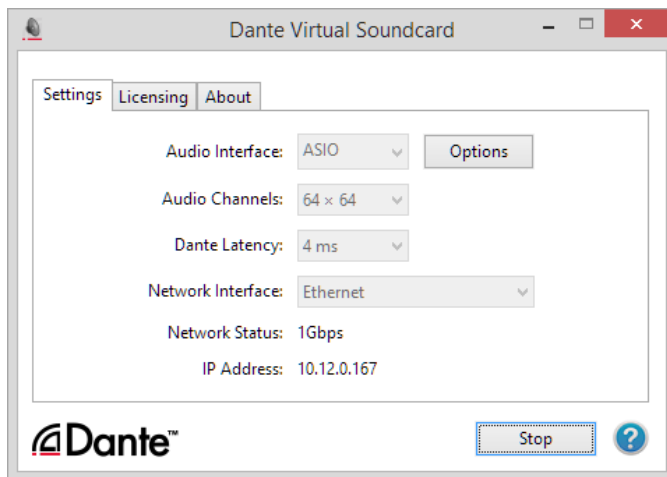 Dante Virtual Soundcard
Settings Licensing About
Audio Interface: ASIO Options
Audio Channels: 64 × 64
Dante Latency: 4 ms
Network Interface: Ethernet
Network Status: 1Gbps
IP Address: 10.12.0.167
Dante™ Stop ?